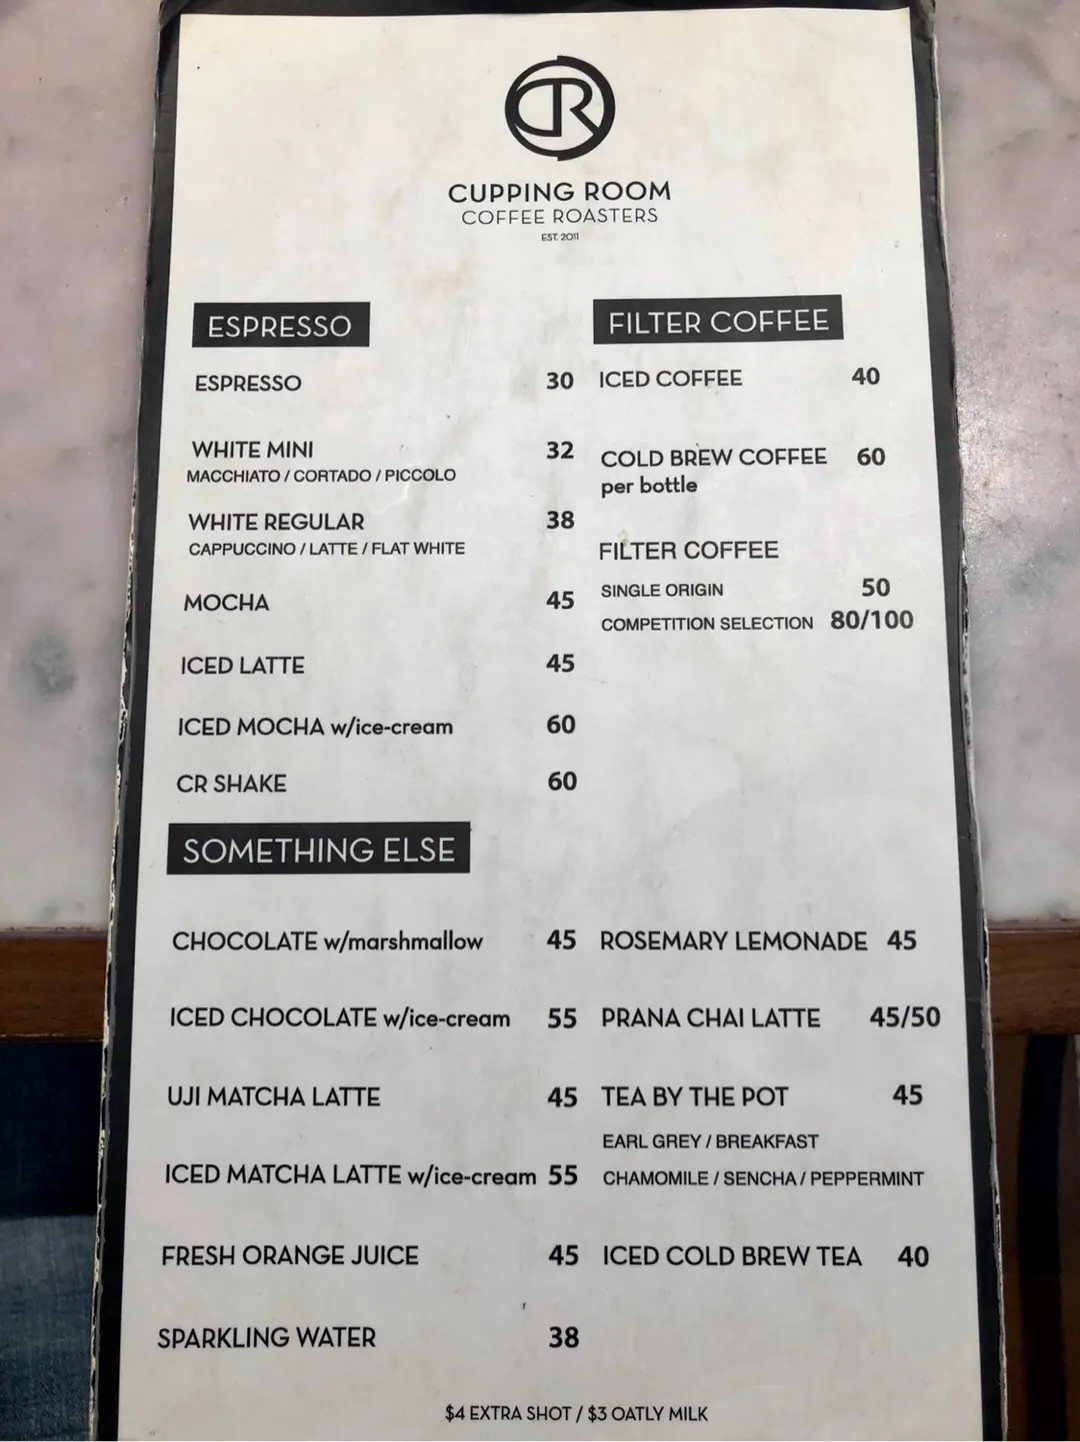 CR
CUPPING ROOM
COFFEE ROASTERS
EST. 2011
ESPRESSO
ESPRESSO 30
WHITE MINI 32
MACCHIATO / CORTADO / PICCOLO
WHITE REGULAR 38
CAPPUCCINO / LATTE / FLAT WHITE
MOCHA 45
ICED LATTE 45
ICED MOCHA w/ice-cream 60
CR SHAKE 60
FILTER COFFEE
ICED COFFEE 40
COLD BREW COFFEE 60
per bottle
FILTER COFFEE
SINGLE ORIGIN 50
COMPETITION SELECTION 80/100
SOMETHING ELSE
CHOCOLATE w/marshmallow 45
ICED CHOCOLATE w/ice-cream 55
UJI MATCHA LATTE 45
ICED MATCHA LATTE w/ice-cream 55
FRESH ORANGE JUICE 45
SPARKLING WATER 38
ROSEMARY LEMONADE 45
PRANA CHAI LATTE 45/50
TEA BY THE POT 45
EARL GREY / BREAKFAST
CHAMOMILE / SENCHA / PEPPERMINT
ICED COLD BREW TEA 40
$4 EXTRA SHOT / $3 OATLY MILK